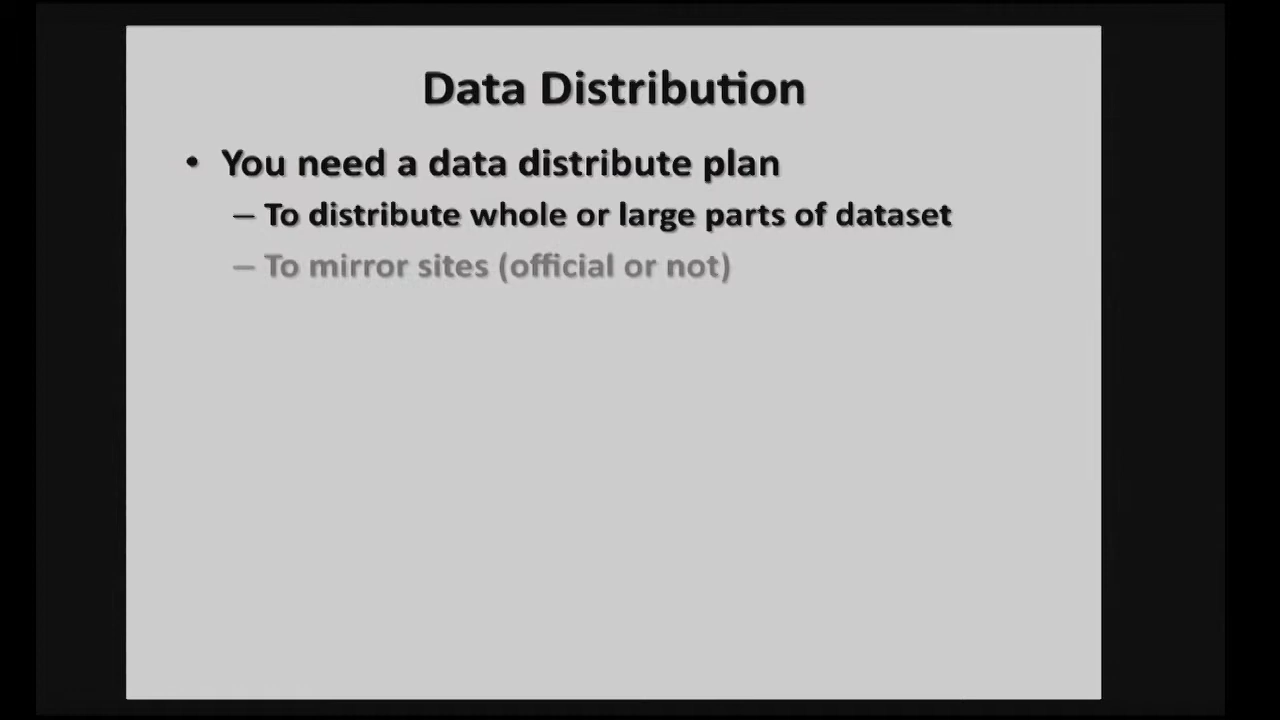 Data Distribution
• You need a data distribute plan
– To distribute whole or large parts of dataset
– To mirror sites (official or not)